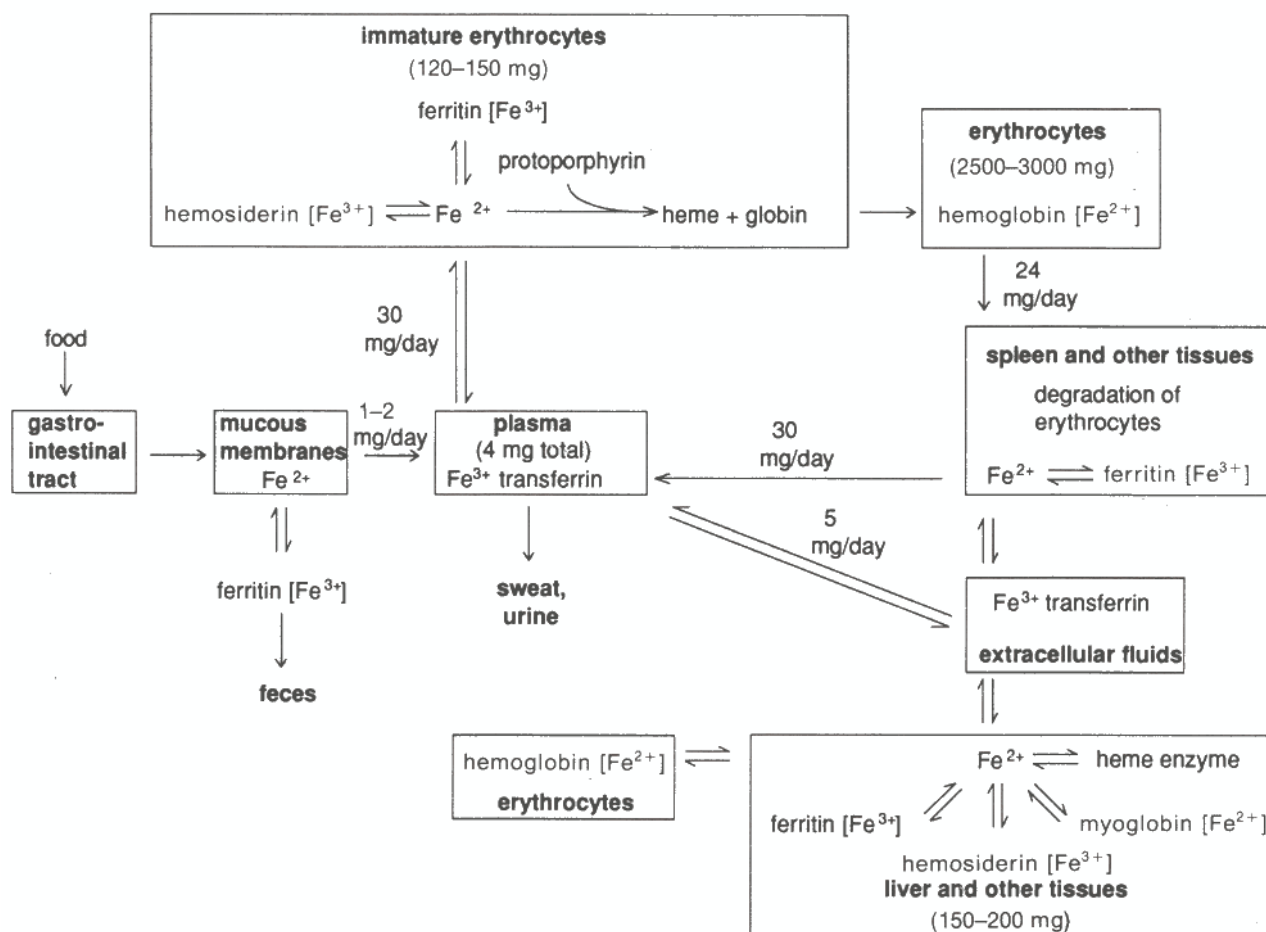 immature erythrocytes
(120–150 mg)
ferritin [Fe³⁺]
protoporphyrin
hemosiderin [Fe³⁺]
Fe ²⁺
heme + globin
erythrocytes
(2500–3000 mg)
hemoglobin [Fe²⁺]
24
mg/day
30
mg/day
food
gastro-
intestinal
tract
mucous
membranes
Fe ²⁺
1–2
mg/day
plasma
(4 mg total)
Fe³⁺ transferrin
30
mg/day
spleen and other tissues
degradation of
erythrocytes
Fe²⁺
ferritin [Fe³⁺]
5
mg/day
ferritin [Fe³⁺]
feces
sweat,
urine
Fe³⁺ transferrin
extracellular fluids
hemoglobin [Fe²⁺]
erythrocytes
Fe²⁺
heme enzyme
ferritin [Fe³⁺]
myoglobin [Fe²⁺]
hemosiderin [Fe³⁺]
liver and other tissues
(150–200 mg)